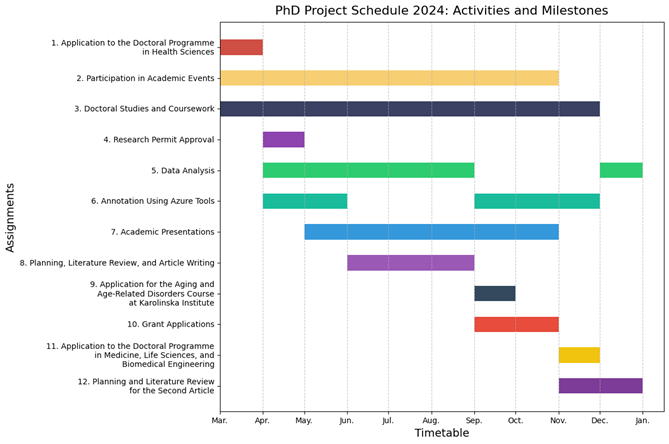 PhD Project Schedule 2024: Activities and Milestones
1. Application to the Doctoral Programme
in Health Sciences
2. Participation in Academic Events
3. Doctoral Studies and Coursework
4. Research Permit Approval
5. Data Analysis
6. Annotation Using Azure Tools
7. Academic Presentations
8. Planning, Literature Review, and Article Writing
9. Application for the Aging and
Age-Related Disorders Course
at Karolinska Institute
10. Grant Applications
11. Application to the Doctoral Programme
in Medicine, Life Sciences, and
Biomedical Engineering
12. Planning and Literature Review
for the Second Article
Assignments
Mar. Apr. May. Jun. Jul. Aug. Sep. Oct. Nov. Dec. Jan.
Timetable